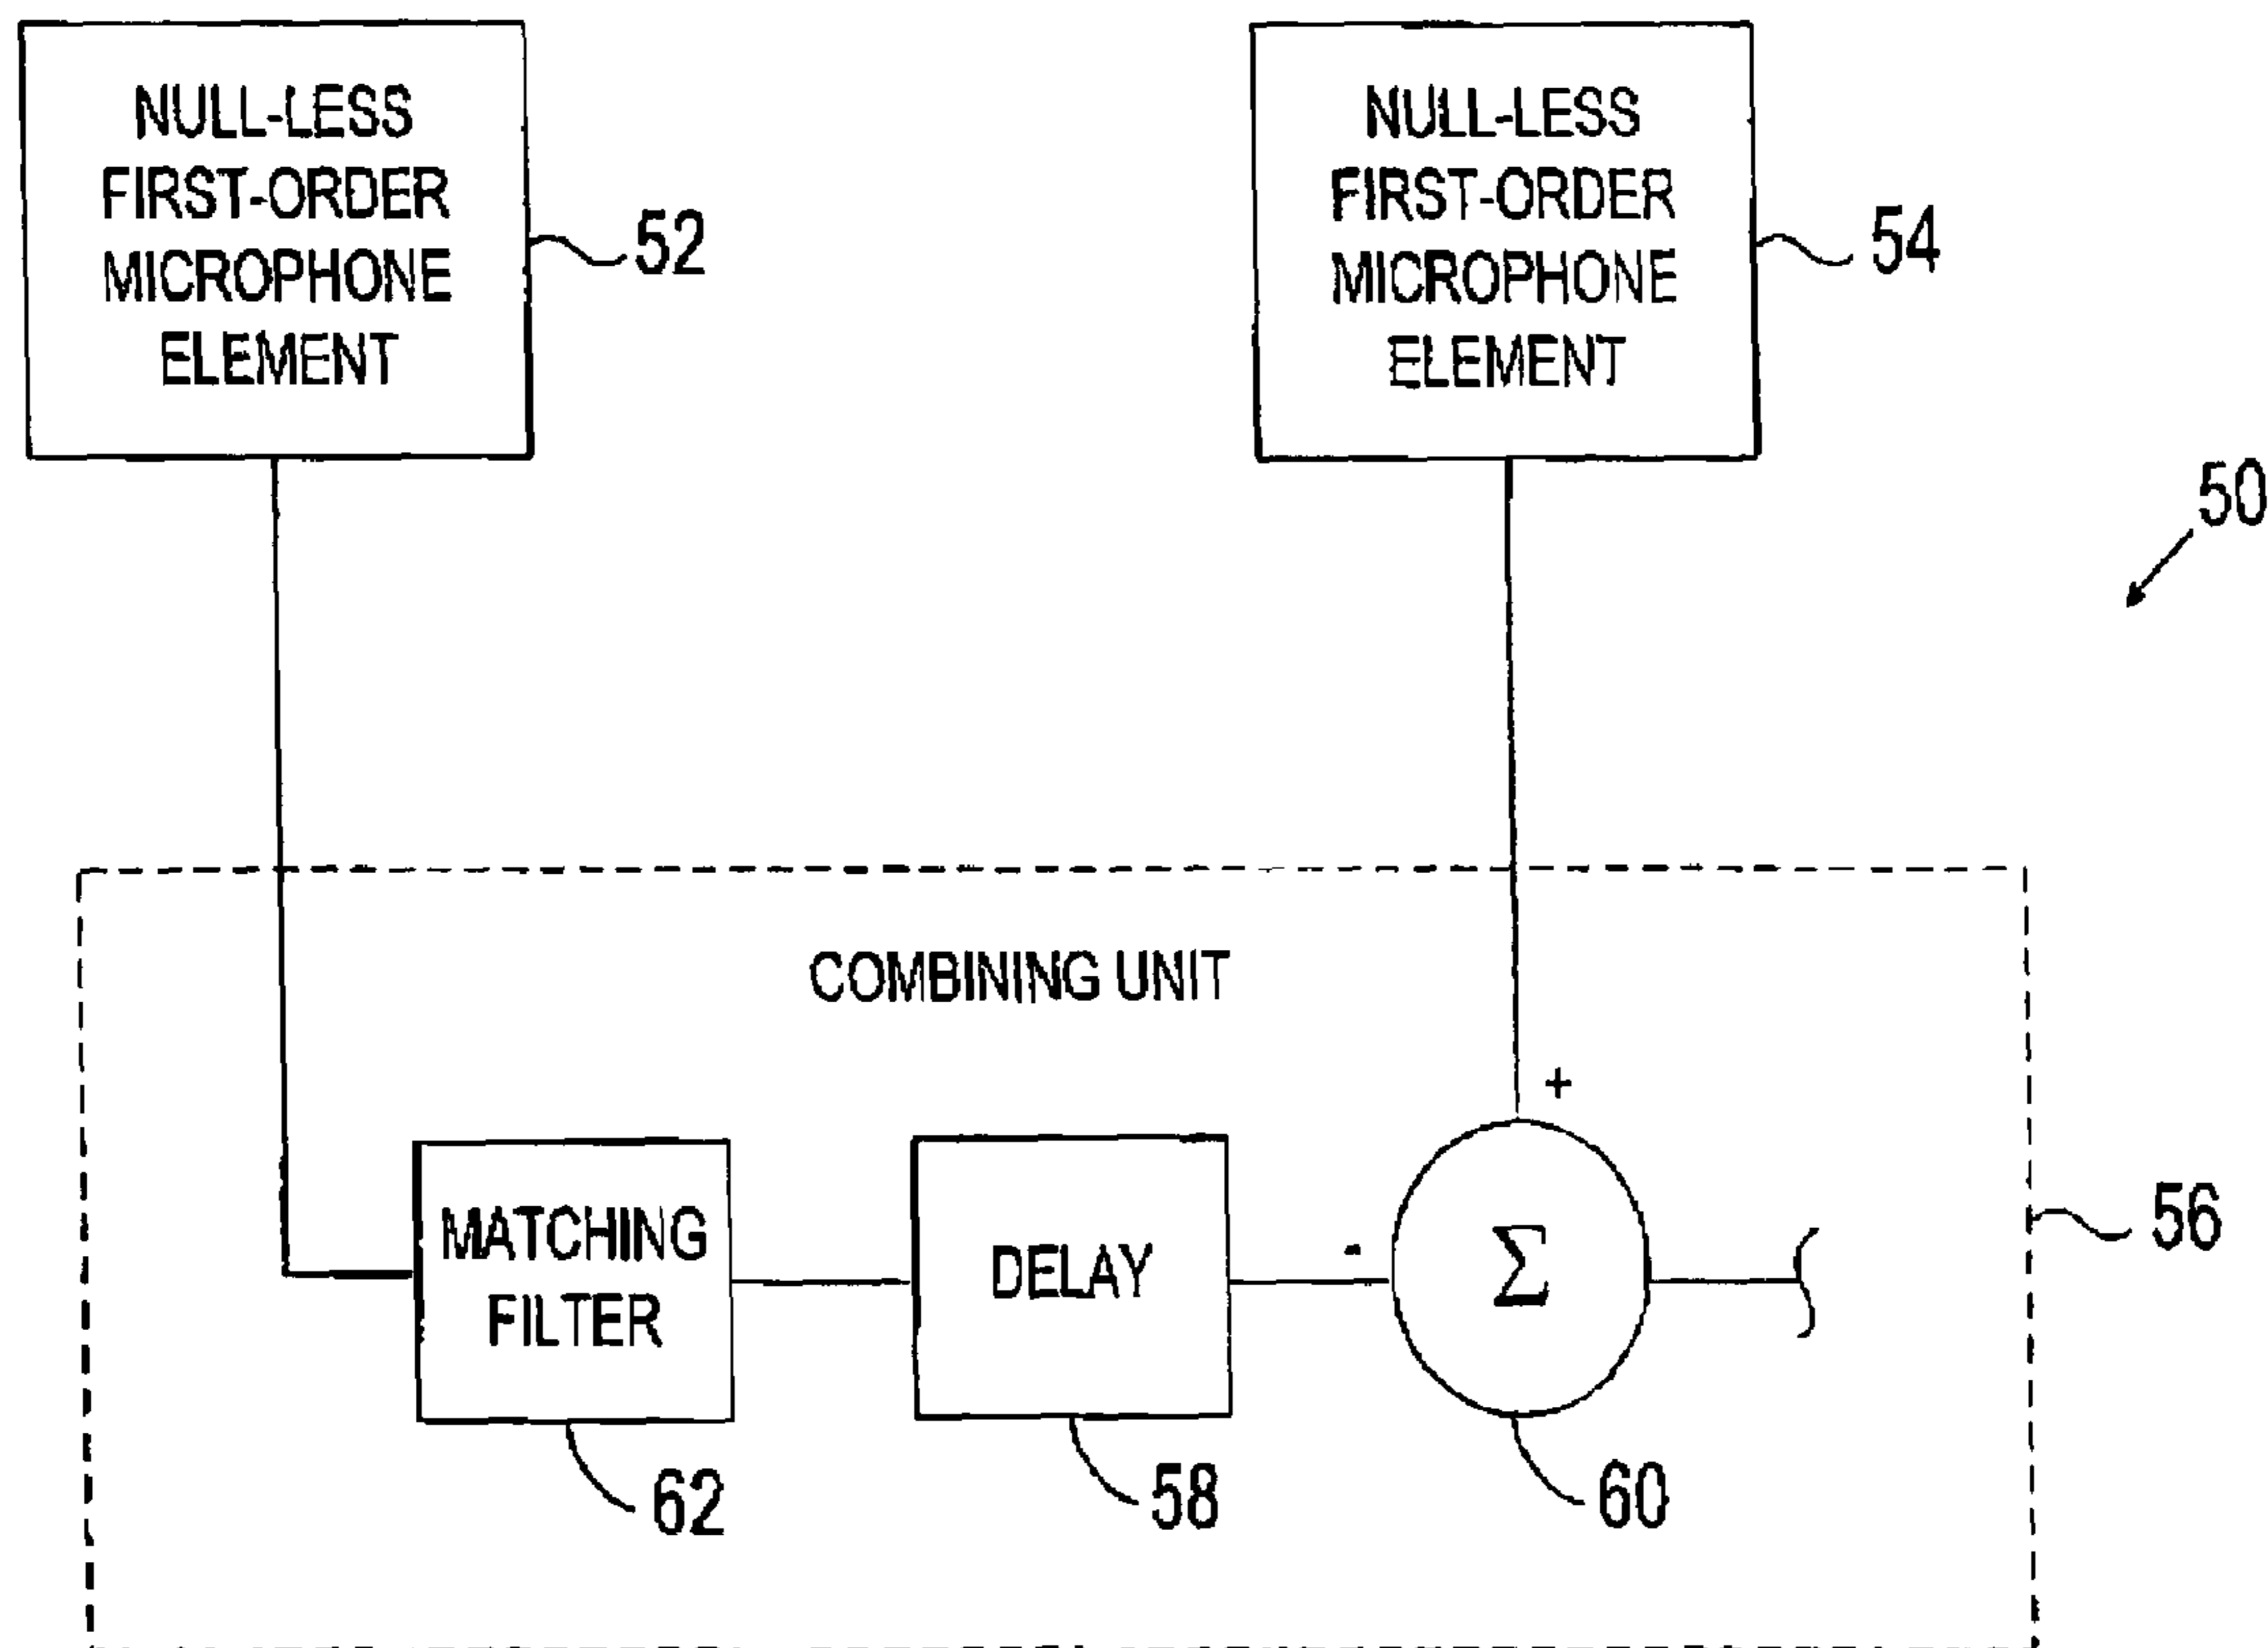 NULL-LESS
FIRST-ORDER
MICROPHONE
ELEMENT
52
NULL-LESS
FIRST-ORDER
MICROPHONE
ELEMENT
54
50
COMBINING UNIT
+
MATCHING
FILTER
DELAY
-
Σ
56
62
58
60